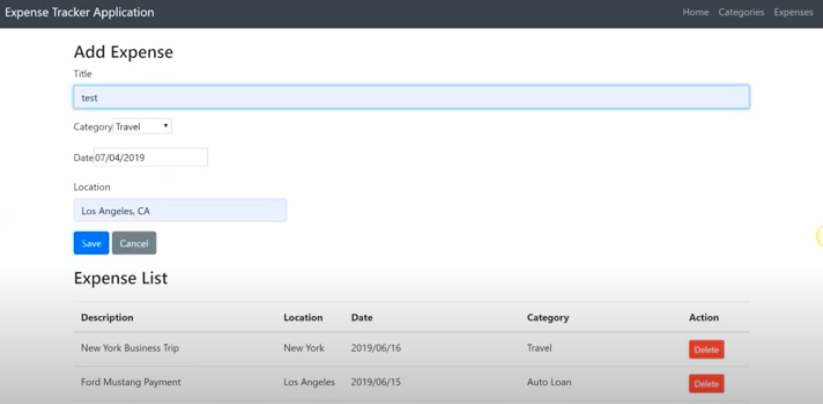 Expense Tracker Application Home Categories Expenses
Add Expense
Title
test
Category Travel
Date 07/04/2019
Location
Los Angeles, CA
Save Cancel
Expense List
Description Location Date Category Action
New York Business Trip New York 2019/06/16 Travel Delete
Ford Mustang Payment Los Angeles 2019/06/15 Auto Loan Delete